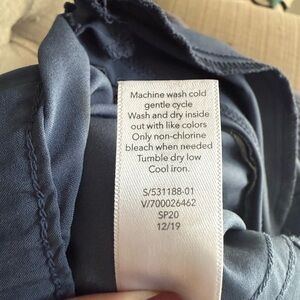 Machine wash cold
gentle cycle
Wash and dry inside
out with like colors
Only non-chlorine
bleach when needed
Tumble dry low
Cool iron.
S/531188-01
V/700026462
SP20
12/19